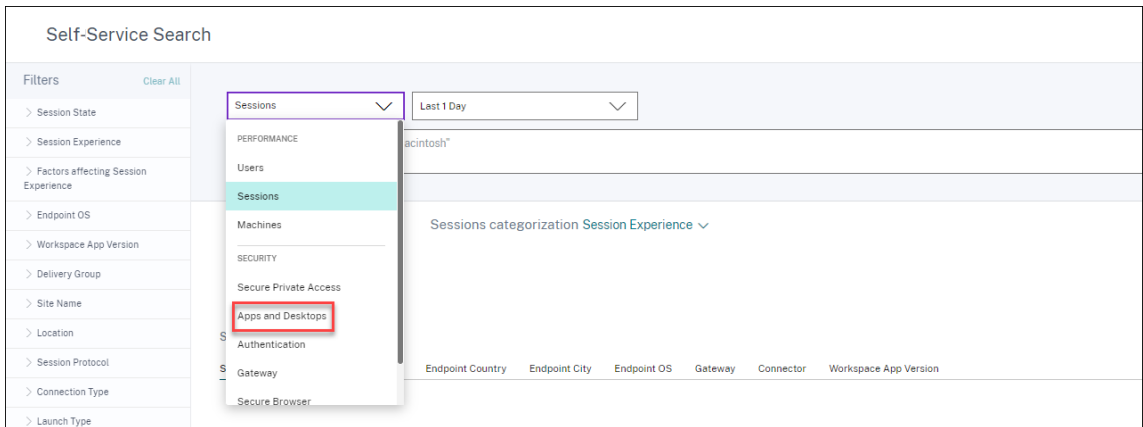 Self-Service Search
Filters
Clear All
Session State
Session Experience
Factors affecting Session
Experience
Endpoint OS
Workspace App Version
Delivery Group
Site Name
Location
Session Protocol
Connection Type
Launch Type
Sessions
Last 1 Day
acintosh"
PERFORMANCE
Users
Sessions
Machines
SECURITY
Secure Private Access
Apps and Desktops
Authentication
Gateway
Secure Browser
Sessions categorization Session Experience
S
S
Endpoint Country Endpoint City Endpoint OS Gateway Connector Workspace App Version